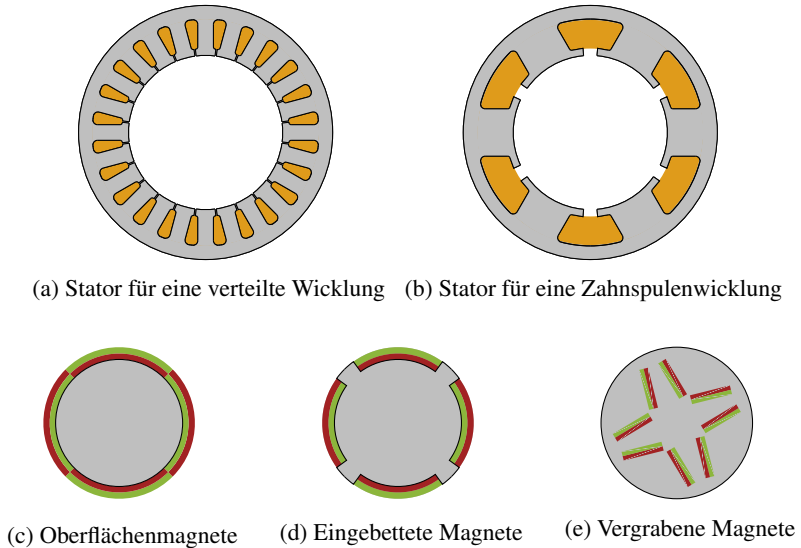 (a) Stator für eine verteilte Wicklung
(b) Stator für eine Zahnspulenwicklung
(c) Oberflächenmagnete
(d) Eingebettete Magnete
(e) Vergrabene Magnete